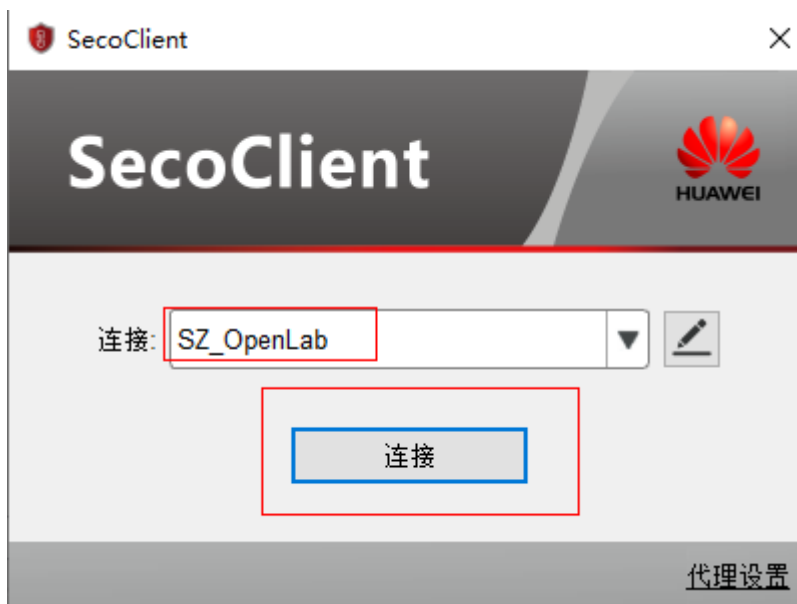 SecoClient
SecoClient
HUAWEI
连接:
SZ_OpenLab
连接
代理设置